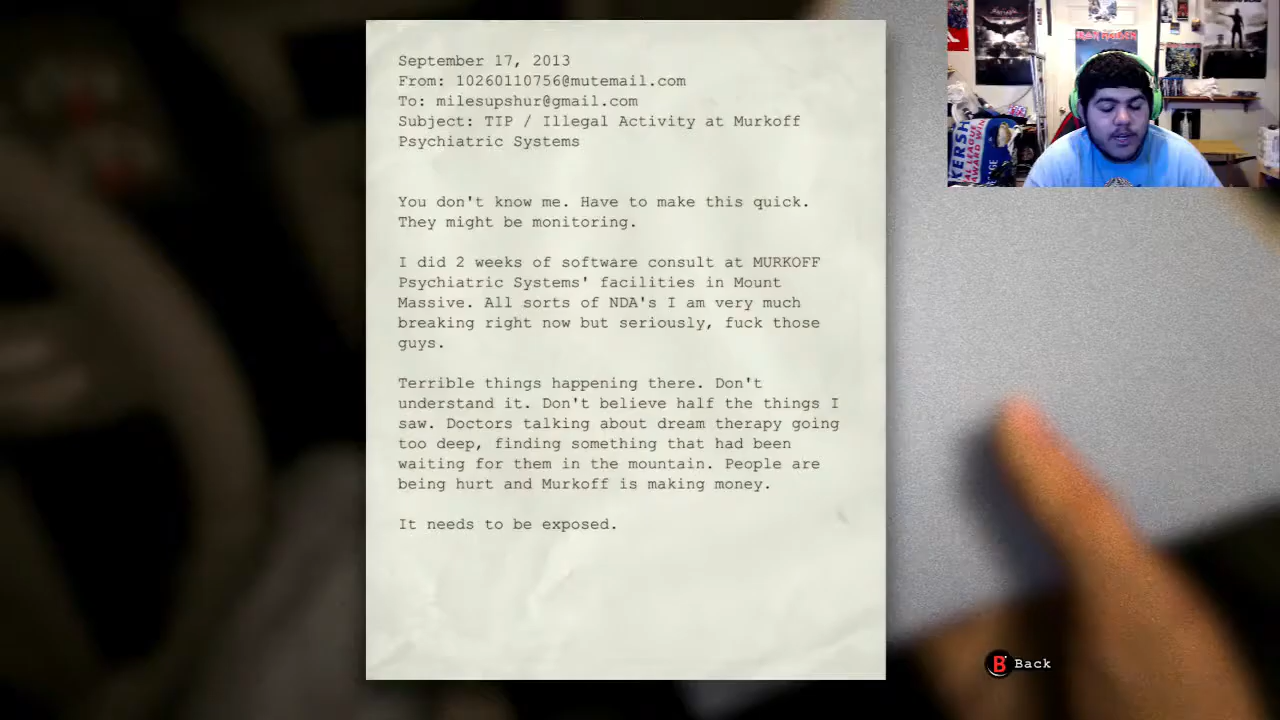 September 17, 2013
From: 10260110756@mutemail.com
To: milesupshur@gmail.com
Subject: TIP / Illegal Activity at Murkoff
Psychiatric Systems
You don't know me. Have to make this quick.
They might be monitoring.
I did 2 weeks of software consult at MURKOFF
Psychiatric Systems' facilities in Mount
Massive. All sorts of NDA's I am very much
breaking right now but seriously, fuck those
guys.
Terrible things happening there. Don't
understand it. Don't believe half the things I
saw. Doctors talking about dream therapy going
too deep, finding something that had been
waiting for them in the mountain. People are
being hurt and Murkoff is making money.
It needs to be exposed.
B Back
IRON MAIDEN